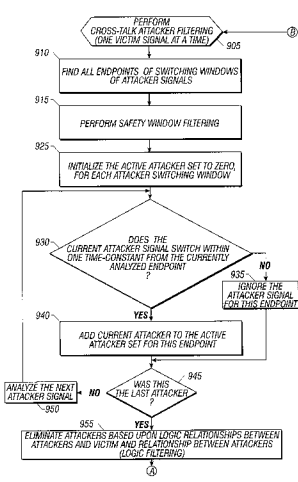 PERFORM
CROSS-TALK ATTACKER FILTERING
(ONE VICTIM SIGNAL AT A TIME)
B
905
910
FIND ALL ENDPOINTS OF SWITCHING WINDOWS
OF ATTACKER SIGNALS
915
PERFORM SAFETY WINDOW FILTERING
925
INITIALIZE THE ACTIVE ATTACKER SET TO ZERO,
FOR EACH ATTACKER SWITCHING WINDOW
930
DOES THE
CURRENT ATTACKER SIGNAL SWITCH WITHIN
ONE TIME-CONSTANT FROM THE CURRENTLY
ANALYZED ENDPOINT
?
NO
935
IGNORE THE
ATTACKER SIGNAL
FOR THIS ENDPOINT
YES
940
ADD CURRENT ATTACKER TO THE ACTIVE
ATTACKER SET FOR THIS ENDPOINT
945
WAS THIS
THE LAST ATTACKER
?
NO
ANALYZE THE NEXT
ATTACKER SIGNAL
950
YES
955
ELIMINATE ATTACKERS BASED UPON LOGIC RELATIONSHIPS BETWEEN
ATTACKERS AND VICTIM AND RELATIONSHIP BETWEEN ATTACKERS
(LOGIC FILTERING)
A